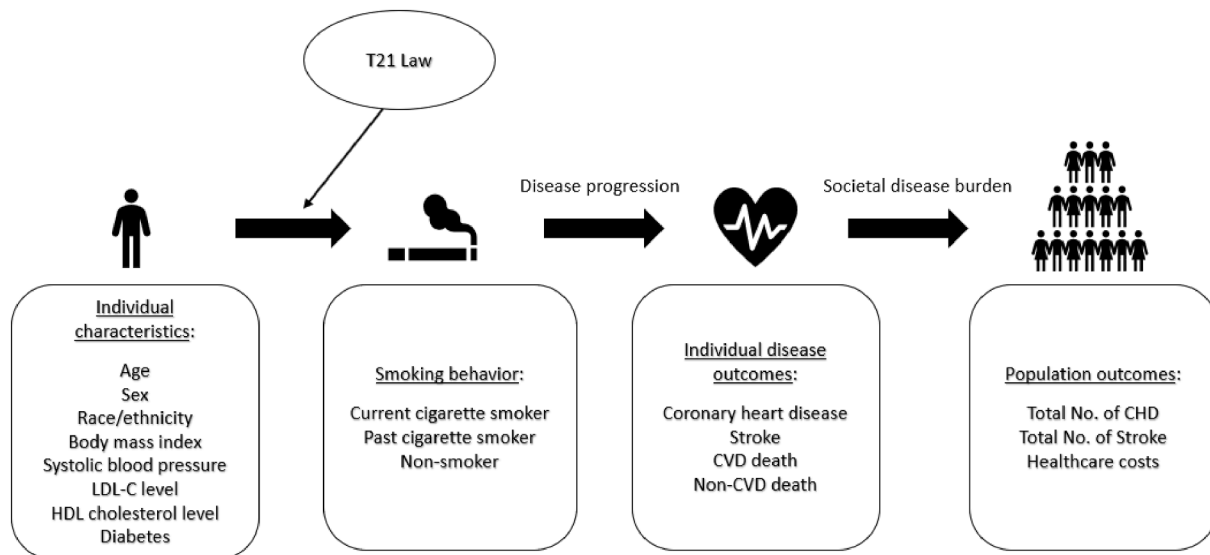 T21 Law
Disease progression
Societal disease burden
Individual
characteristics:
Age
Sex
Race/ethnicity
Body mass index
Systolic blood pressure
LDL-C level
HDL cholesterol level
Diabetes
Smoking behavior:
Current cigarette smoker
Past cigarette smoker
Non-smoker
Individual disease
outcomes:
Coronary heart disease
Stroke
CVD death
Non-CVD death
Population outcomes:
Total No. of CHD
Total No. of Stroke
Healthcare costs